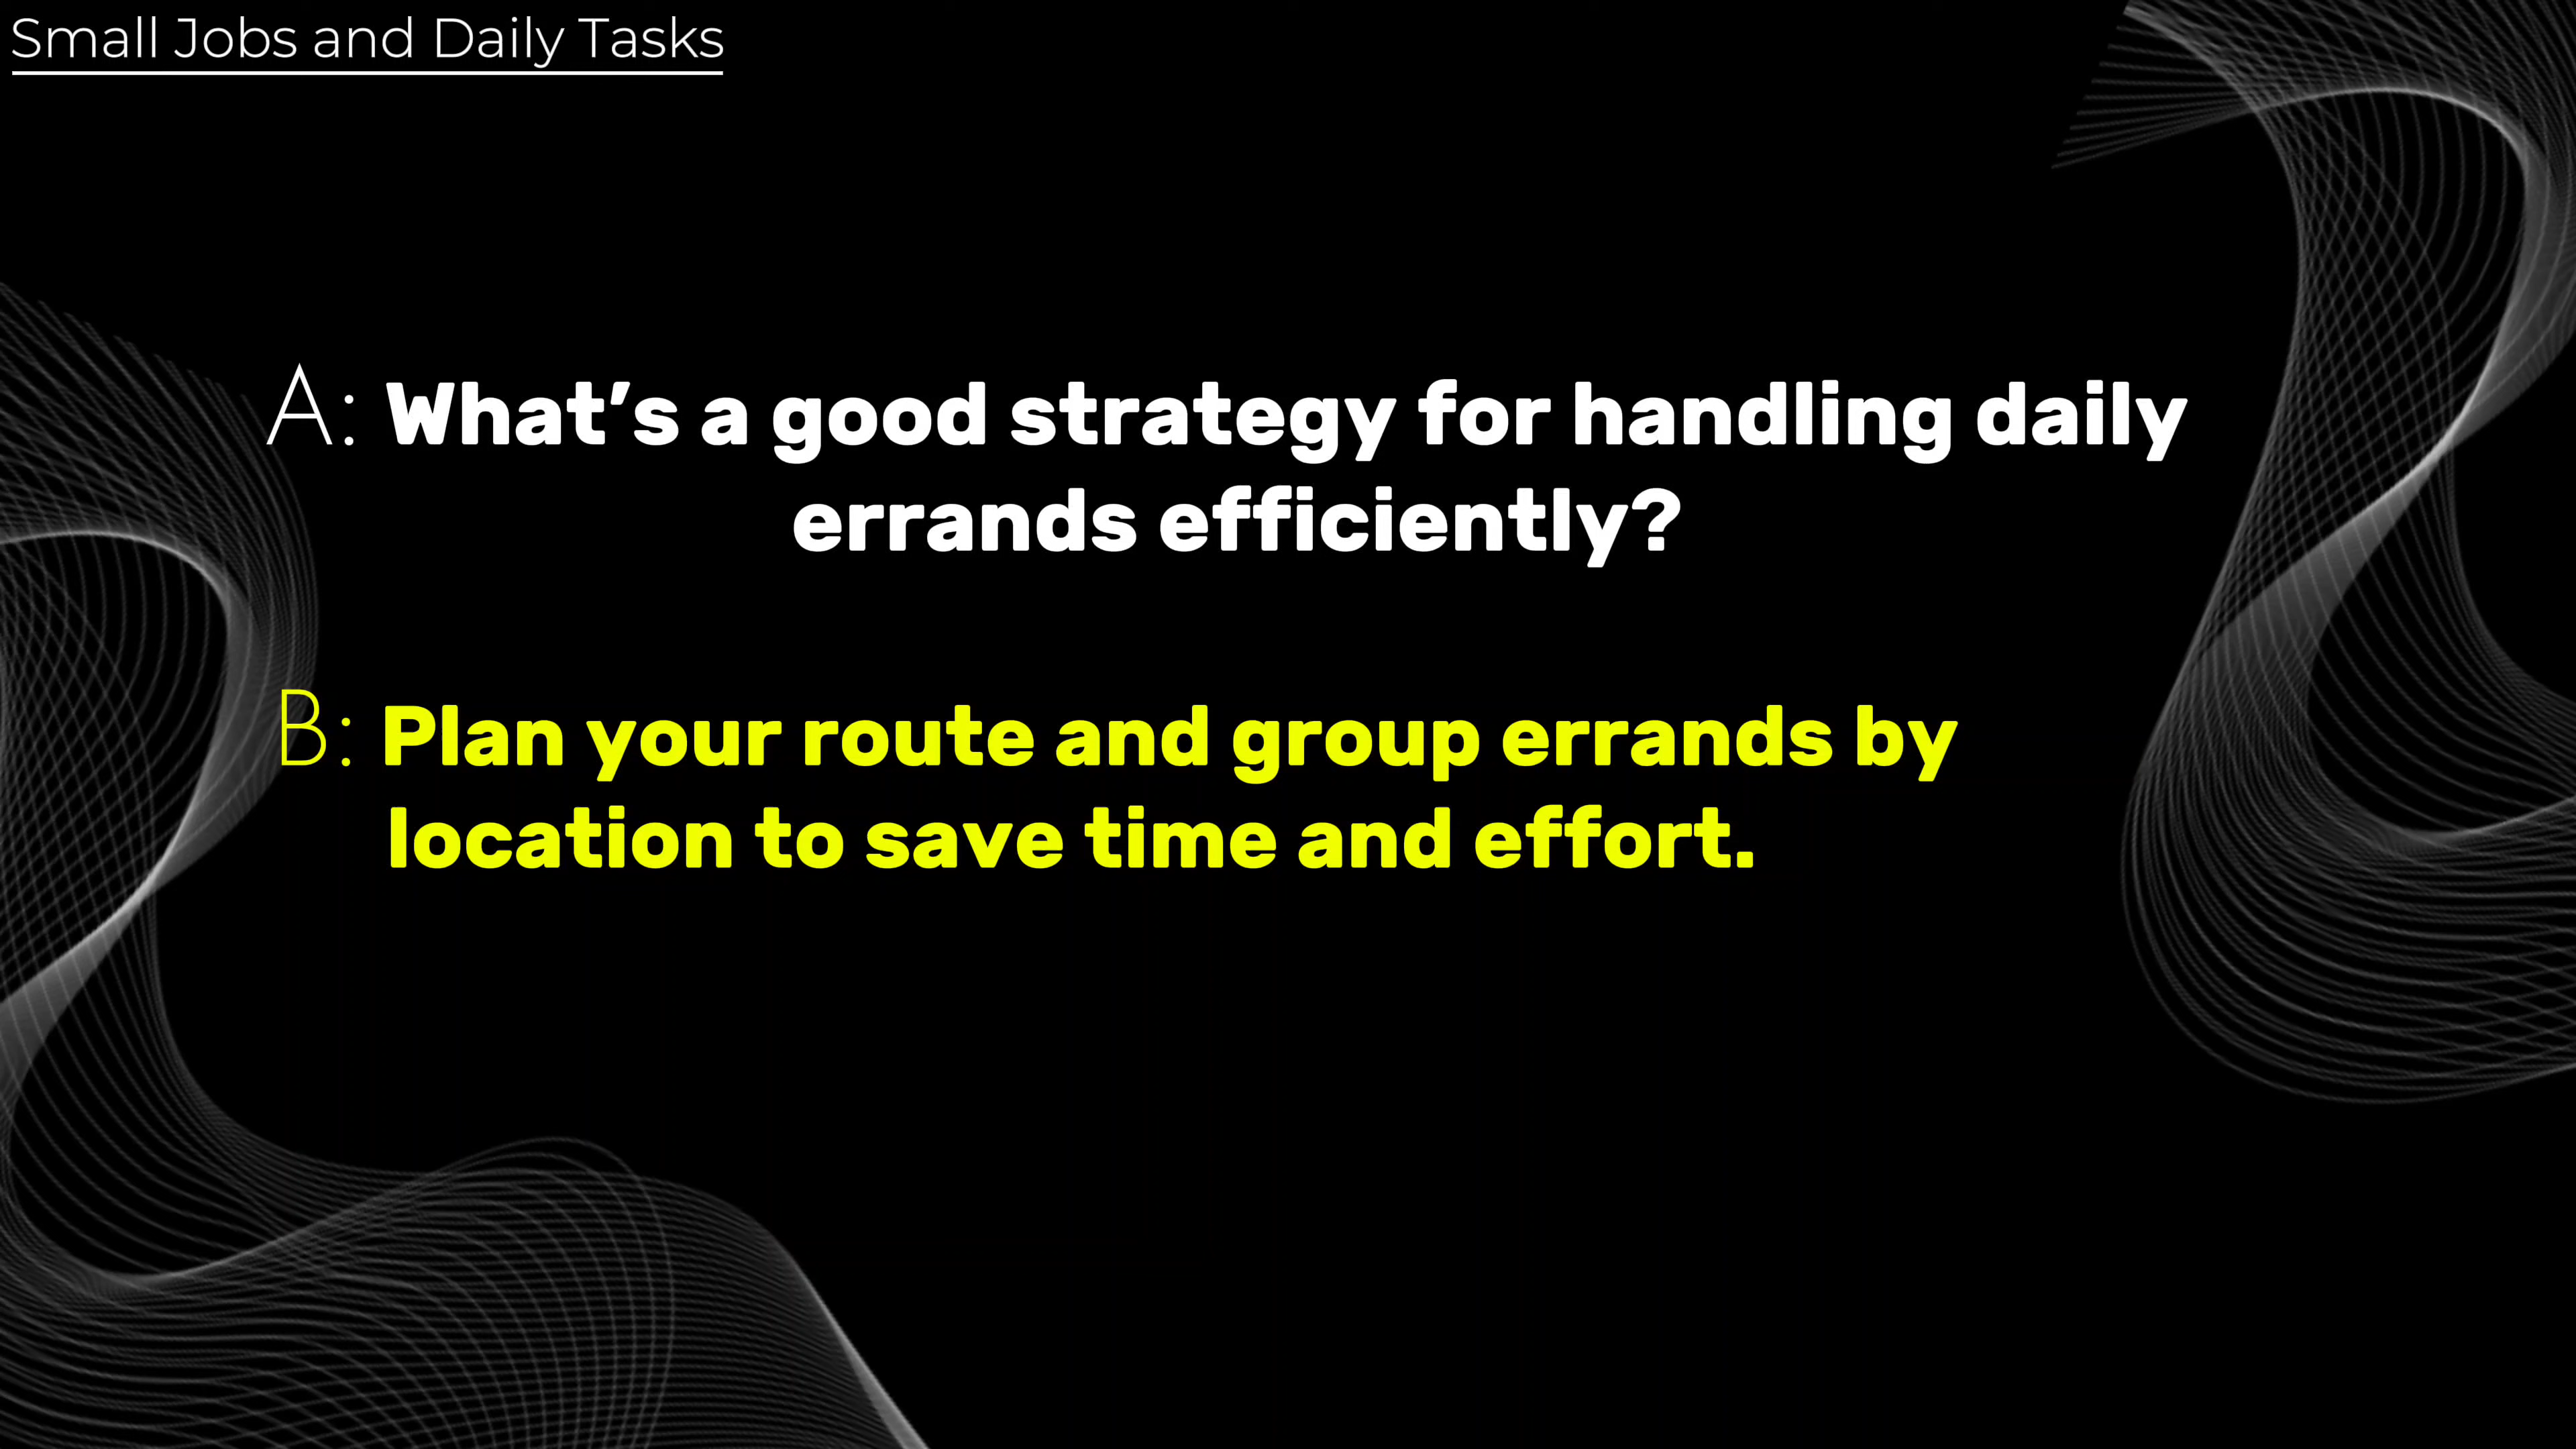 Small Jobs and Daily Tasks
A: What’s a good strategy for handling daily
errands efficiently?
B: Plan your route and group errands by
location to save time and effort.